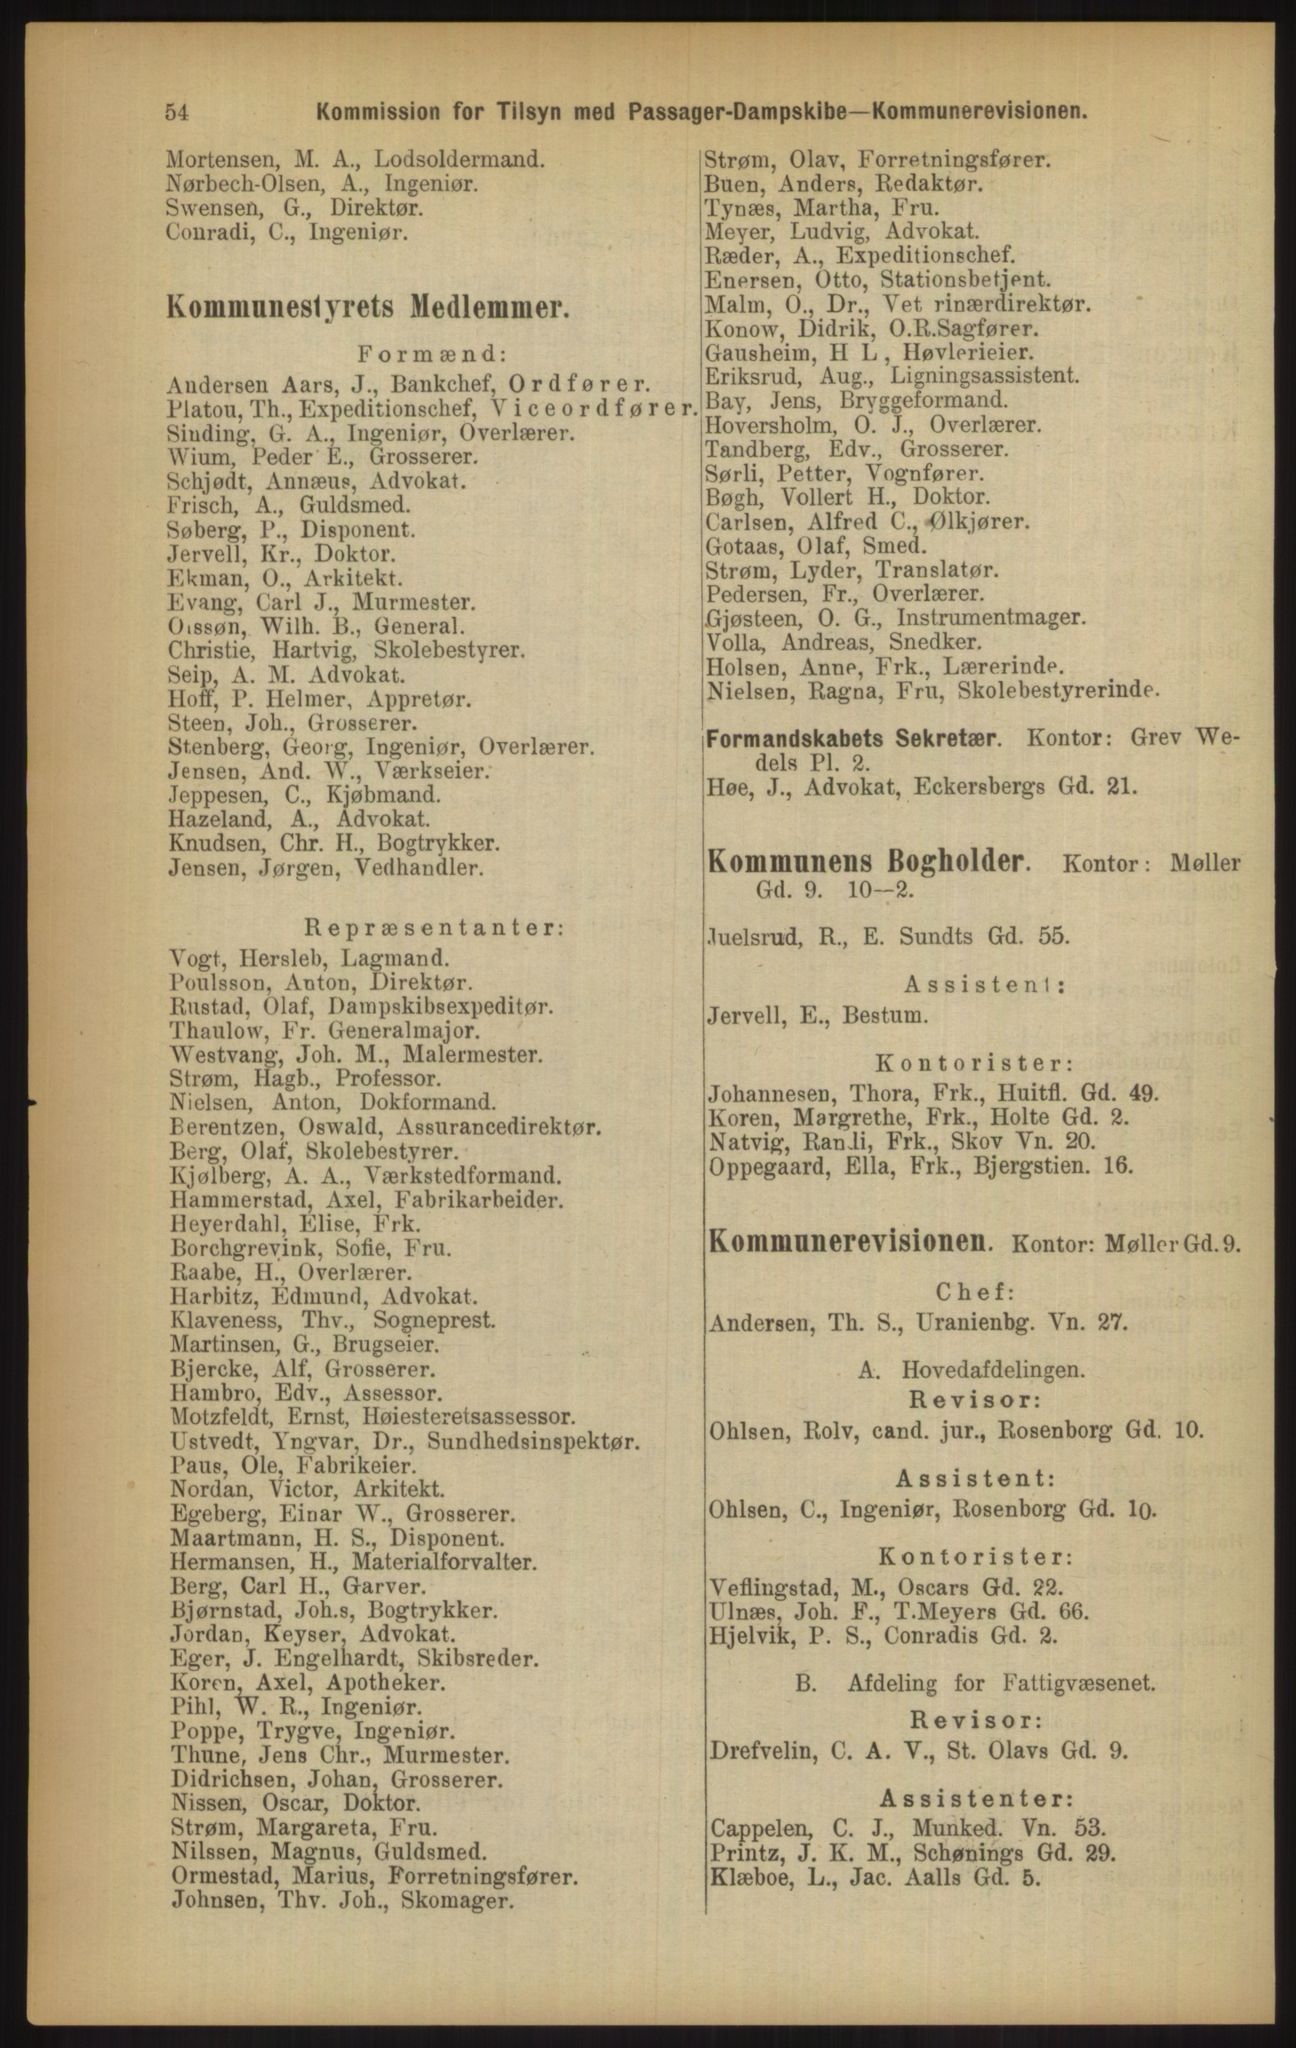 54 Kommission for Tilsyn med Passager-Dampskibe—Kommunerevisionen.
Mortensen, M. A., Lodsoldermand.
Nørbech-Olsen, A., Ingeniør.
Swensen, G., Direktør.
Conradi, C., Ingeniør.
Kommunestyrets Medlemmer.
Formænd:
Andersen Aars, J., Bankchef, Ordfører.
Platou, Th., Expeditionschef, Viceordfører.
Sinding, G. A., Ingeniør, Overlærer.
Wium, Peder E., Grosserer.
Schjødt, Annæus, Advokat.
Frisch, A., Guldsmed.
Søberg, P., Disponent.
Jervell, Kr., Doktor.
Ekman, O., Arkitekt.
Evang, Carl J., Murmester.
Olssøn, Wilh. B., General.
Christie, Hartvig, Skolebestyrer.
Seip, A. M. Advokat.
Hoff, P. Helmer, Appretør.
Steen, Joh., Grosserer.
Stenberg, Georg, Ingeniør, Overlærer.
Jensen, And. W., Værkseier.
Jeppesen, C., Kjøbmand.
Hazeland, A., Advokat.
Knudsen, Chr. H., Bogtrykker.
Jensen, Jørgen, Vedhandler.
Repræsentanter:
Vogt, Hersleb, Lagmand.
Poulsson, Anton, Direktør.
Rustad, Olaf, Dampskibsexpeditør.
Thaulow, Fr. Generalmajor.
Westvang, Joh. M., Malermester.
Strøm, Hagb., Professor.
Nielsen, Anton, Dokformand.
Berentzen, Oswald, Assurancedirektør.
Berg, Olaf, Skolebestyrer.
Kjølberg, A. A., Værkstedformand.
Hammerstad, Axel, Fabrikarbeider.
Heyerdahl, Elise, Frk.
Borchgrevink, Sofie, Fru.
Raabe, H., Overlærer.
Harbitz, Edmund, Advokat.
Klaveness, Thv., Sogneprest.
Martinsen, G., Brugseier.
Bjercke, Alf, Grosserer.
Hambro, Edv., Assessor.
Motzfeldt, Ernst, Høiesteretsassessor.
Ustvedt, Yngvar, Dr., Sundhedsinspektør.
Paus, Ole, Fabrikeier.
Nordan, Victor, Arkitekt.
Egeberg, Einar W., Grosserer.
Maartmann, H. S., Disponent.
Hermansen, H., Materialforvalter.
Berg, Carl H., Garver.
Bjørnstad, Joh.s, Bogtrykker.
Jordan, Keyser, Advokat.
Eger, J. Engelhardt, Skibsreder.
Koren, Axel, Apotheker.
Pihl, W. R., Ingeniør.
Poppe, Trygve, Ingeniør.
Thune, Jens Chr., Murmester.
Didrichsen, Johan, Grosserer.
Nissen, Oscar, Doktor.
Strøm, Margareta, Fru.
Nilssen, Magnus, Guldsmed.
Ormestad, Marius, Forretningsfører.
Johnsen, Thv. Joh., Skomager.
Strøm, Olav, Forretningsfører.
Buen, Anders, Redaktør.
Tynæs, Martha, Fru.
Meyer, Ludvig, Advokat.
Ræder, A., Expeditionschef.
Enersen, Otto, Stationsbetjent.
Malm, O., Dr., Vet rinærdirektør.
Konow, Didrik, O.R.Sagfører.
Gausheim, H L , Høvlerieier.
Eriksrud, Aug., Ligningsassistent.
Bay, Jens, Bryggeformand.
Hoversholm, O. J., Overlærer.
Tandberg, Edv., Grosserer.
Sørli, Petter, Vognfører.
Bøgh, Vollert H., Doktor.
Carlsen, Alfred C., Ølkjører.
Gotaas, Olaf, Smed.
Strøm, Lyder, Translatør.
Pedersen, Fr., Overlærer.
Gjøsteen, O. G., Instrumentmager.
Volla, Andreas, Snedker.
Holsen, Anne, Frk., Lærerinde.
Nielsen, Ragna, Fru, Skolebestyrerinde.
Formandskabets Sekretær. Kontor: Grev We-
dels Pl. 2.
Høe, J., Advokat, Eckersbergs Gd. 21.
Kommunens Bogholder. Kontor: Møller
Gd. 9. 10—2.
Juelsrud, R., E. Sundts Gd. 55.
Assistent:
Jervell, E., Bestum.
Kontorister:
Johannesen, Thora, Frk., Huitfl. Gd. 49.
Koren, Margrethe, Frk., Holte Gd. 2.
Natvig, Randi, Frk., Skov Vn. 20.
Oppegaard, Ella, Frk., Bjergstien. 16.
Kommunerevisionen. Kontor: Møller Gd. 9.
Chef:
Andersen, Th. S., Uranienbg. Vn. 27.
A. Hovedafdelingen.
Revisor:
Ohlsen, Rolv, cand. jur., Rosenborg Gd. 10.
Assistent:
Ohlsen, C., Ingeniør, Rosenborg Gd. 10.
Kontorister:
Veflingstad, M., Oscars Gd. 22.
Ulnæs, Joh. F., T.Meyers Gd. 66.
Hjelvik, P. S., Conradis Gd. 2.
B. Afdeling for Fattigvæsenet.
Revisor:
Drefvelin, C. A. V., St. Olavs Gd. 9.
Assistenter:
Cappelen, C. J., Munked. Vn. 53.
Printz, J. K. M., Schønings Gd. 29.
Klæboe, L., Jac. Aalls Gd. 5.